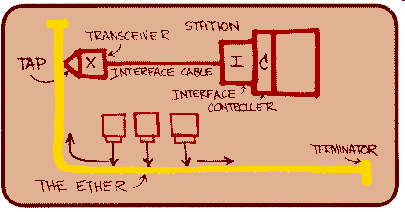 STATION
TRANSCEIVER
TAP
X
I
C
INTERFACE CABLE
INTERFACE
CONTROLLER
TERMINATOR
THE ETHER